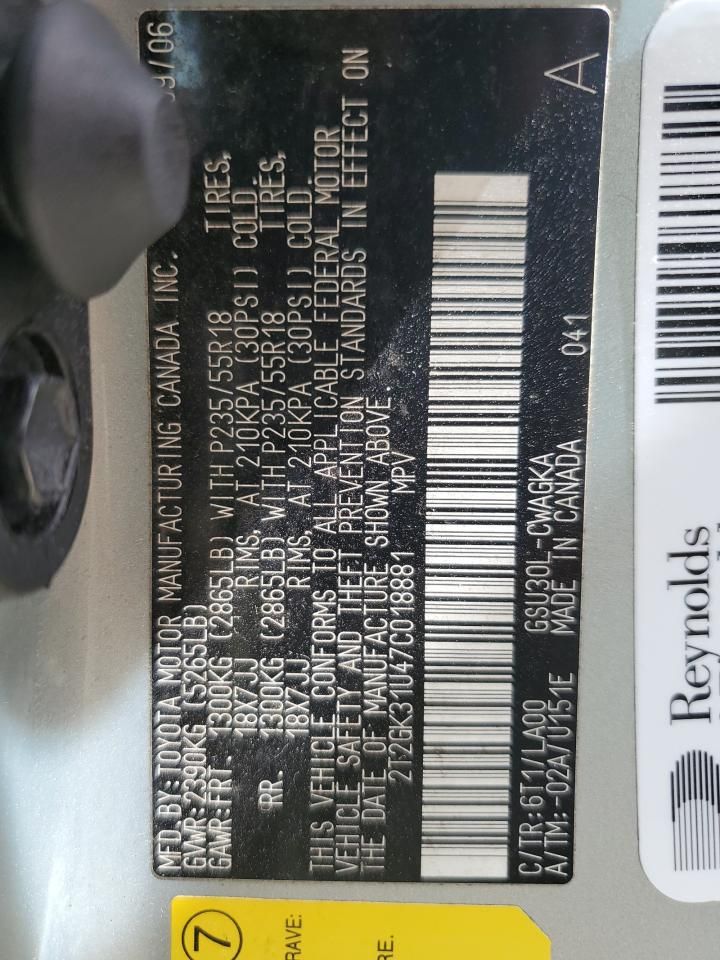 MFD.BY:TOYOTA MOTOR MANUFACTURING CANADA INC. 09/06
GVWR:2390KG (5265LB)
GAWR:FRT. 1300KG (2865LB) WITH P235/55R18 TIRES,
18X7JJ RIMS, AT 210KPA (30PSI) COLD.
RR. 1300KG (2865LB) WITH P235/55R18 TIRES,
18X7JJ RIMS, AT 210KPA (30PSI) COLD.
THIS VEHICLE CONFORMS TO ALL APPLICABLE FEDERAL MOTOR
VEHICLE SAFETY AND THEFT PREVENTION STANDARDS IN EFFECT ON
THE DATE OF MANUFACTURE SHOWN ABOVE.
2T2GK31U47C018881 MPV
C/TR:6T1/LA00 GSU30L-CWAGKA 041 A
A/TM:-02A/U151E MADE IN CANADA
Reynolds
7
RAVE:
RE.